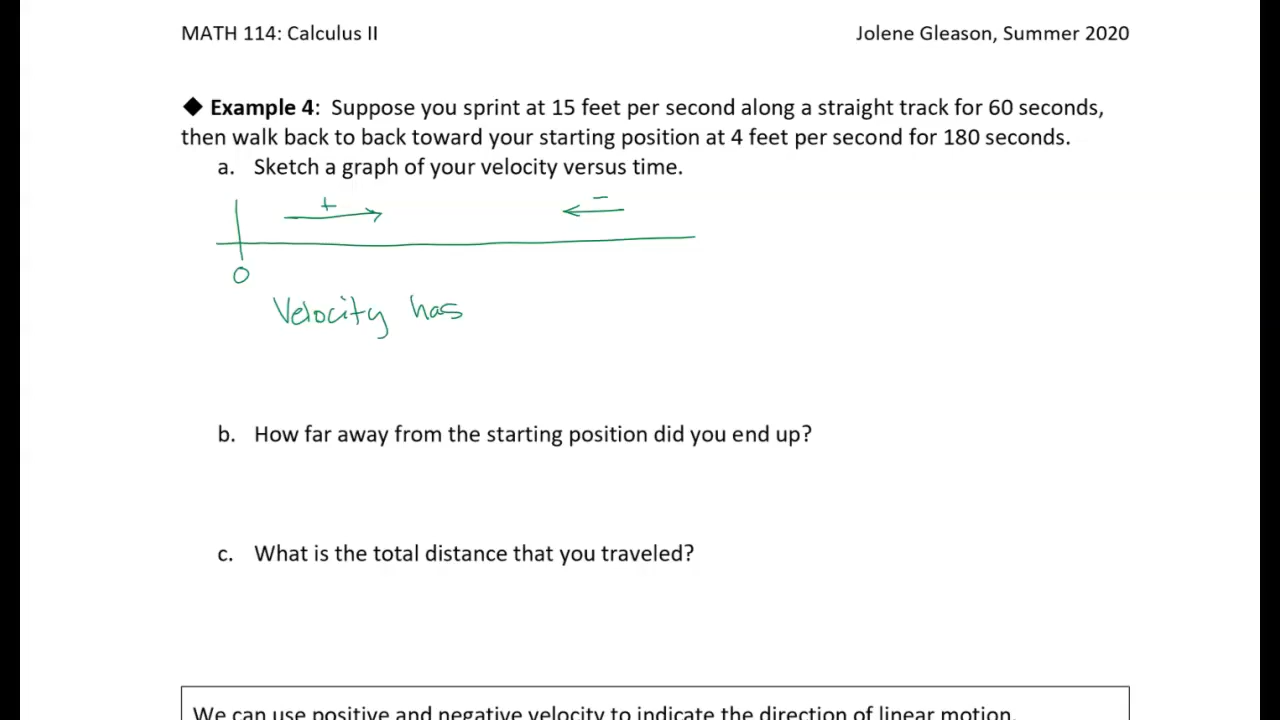 MATH 114: Calculus II
Jolene Gleason, Summer 2020
◆ Example 4: Suppose you sprint at 15 feet per second along a straight track for 60 seconds,
then walk back to back toward your starting position at 4 feet per second for 180 seconds.
a. Sketch a graph of your velocity versus time.
+ −
0
Velocity has
b. How far away from the starting position did you end up?
c. What is the total distance that you traveled?
We can use positive and negative velocity to indicate the direction of linear motion.